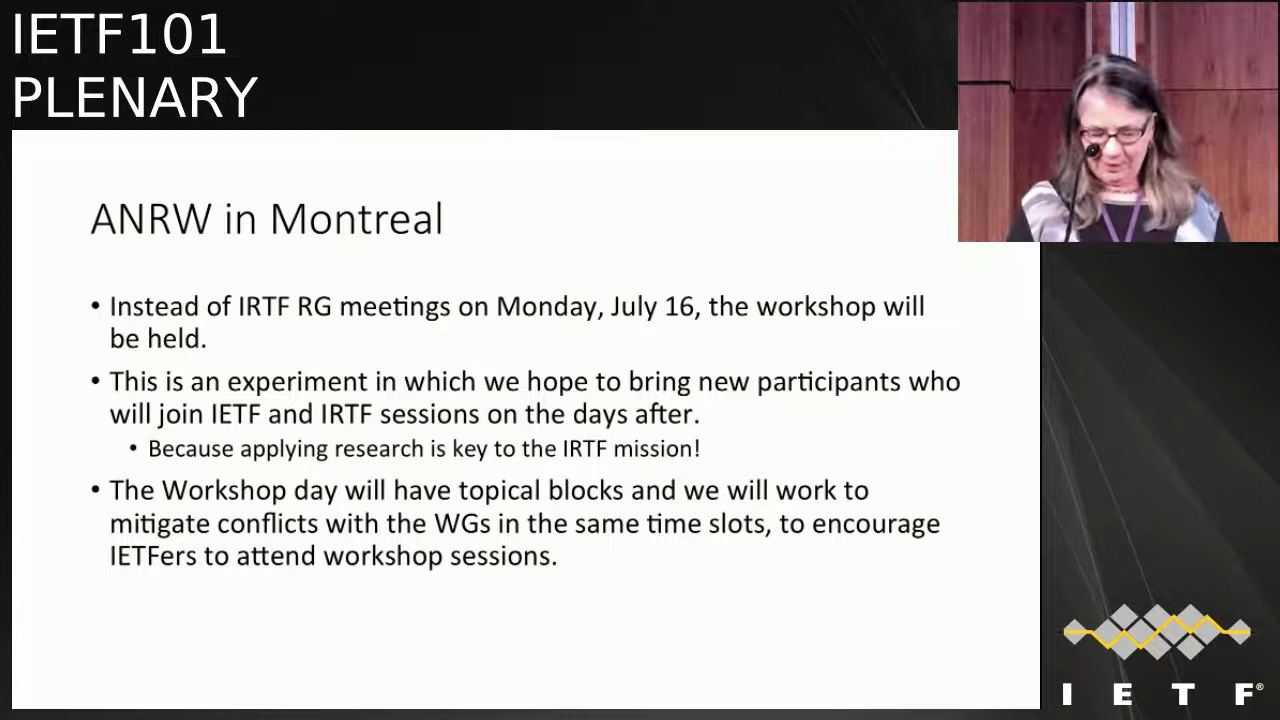 IETF101
PLENARY
ANRW in Montreal
• Instead of IRTF RG meetings on Monday, July 16, the workshop will
be held.
• This is an experiment in which we hope to bring new participants who
will join IETF and IRTF sessions on the days after.
• Because applying research is key to the IRTF mission!
• The Workshop day will have topical blocks and we will work to
mitigate conflicts with the WGs in the same time slots, to encourage
IETFers to attend workshop sessions.
I E T F®